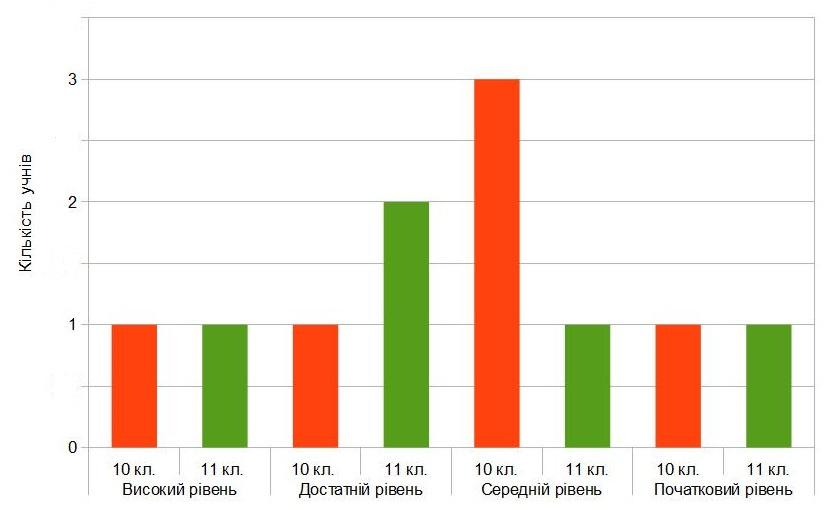 3
2
1
0
Кількість учнів
10 кл. 11 кл. 10 кл. 11 кл. 10 кл. 11 кл. 10 кл. 11 кл.
Високий рівень Достатній рівень Середній рівень Початковий рівень